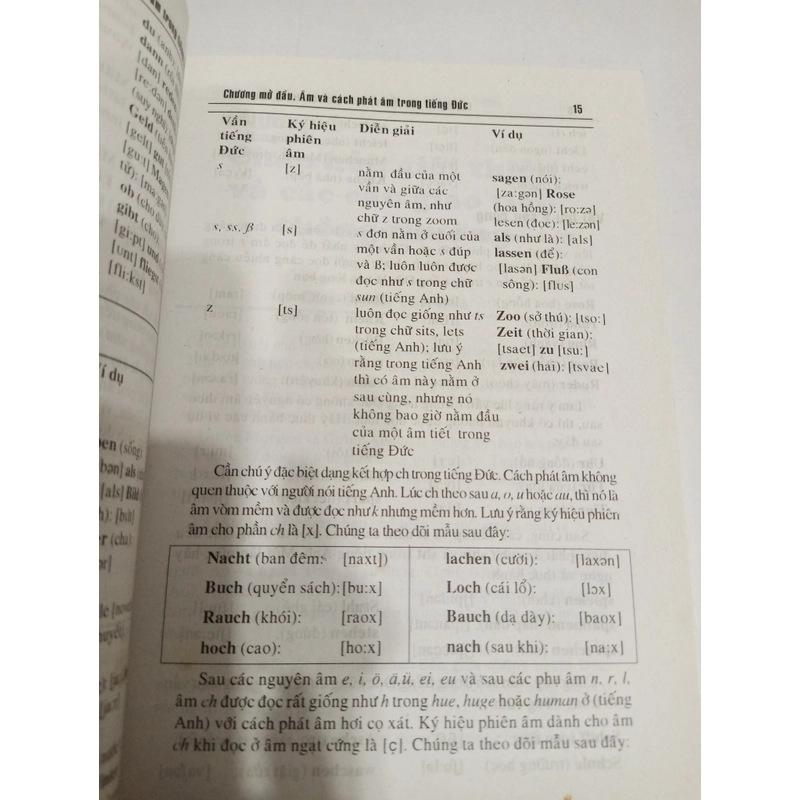 Chương mở đầu. Âm và cách phát âm trong tiếng Đức 15
Vần Ký hiệu Diễn giải Ví dụ
tiếng phiên
Đức âm
s [z] nằm đầu của một sagen (nói):
vần và giữa các [za:gən] Rose
nguyên âm, như (hoa hồng): [ro:zə]
chữ z trong zoom lesen (đọc): [le:zən]
s, ss, ß [s] s đơn nằm ở cuối của als (như là): [als]
một vần hoặc s đúp lassen (để):
và ß; luôn luôn được [lasən] Fluß (con
đọc như s trong chữ sông): [flus]
sun (tiếng Anh)
z [ts] luôn đọc giống như ts Zoo (sở thú): [tso:]
trong chữ sits, lets Zeit (thời gian):
(tiếng Anh); lưu ý [tsaet] zu [tsu:]
rằng trong tiếng Anh zwei (hai): [tsvae]
thì có âm này nằm ở
sau cùng, nhưng nó
không bao giờ nằm đầu
của một âm tiết trong
tiếng Đức
Cần chú ý đặc biệt dạng kết hợp ch trong tiếng Đức. Cách phát âm không
quen thuộc với người nói tiếng Anh. Lúc ch theo sau a, o, u hoặc au, thì nó là
âm vòm mềm và được đọc như k nhưng mềm hơn. Lưu ý rằng ký hiệu phiên
âm cho phần ch là [x]. Chúng ta theo dõi mẫu sau đây:
Nacht (ban đêm: [naxt]) lachen (cười): [laxən]
Buch (quyển sách): [bu:x] Loch (cái lổ): [lɔx]
Rauch (khói): [raox] Bauch (dạ dày): [baox]
hoch (cao): [ho:x] nach (sau khi): [na:x]
Sau các nguyên âm e, i, ö, ä, ü, ei, eu và sau các phụ âm n, r, l,
âm ch được đọc rất giống như h trong hue, huge hoặc human ở (tiếng
Anh) với cách phát âm hơi cọ xát. Ký hiệu phiên âm dành cho âm
ch khi đọc ở âm ngạt cứng là [ç]. Chúng ta theo dõi mẫu sau đây: